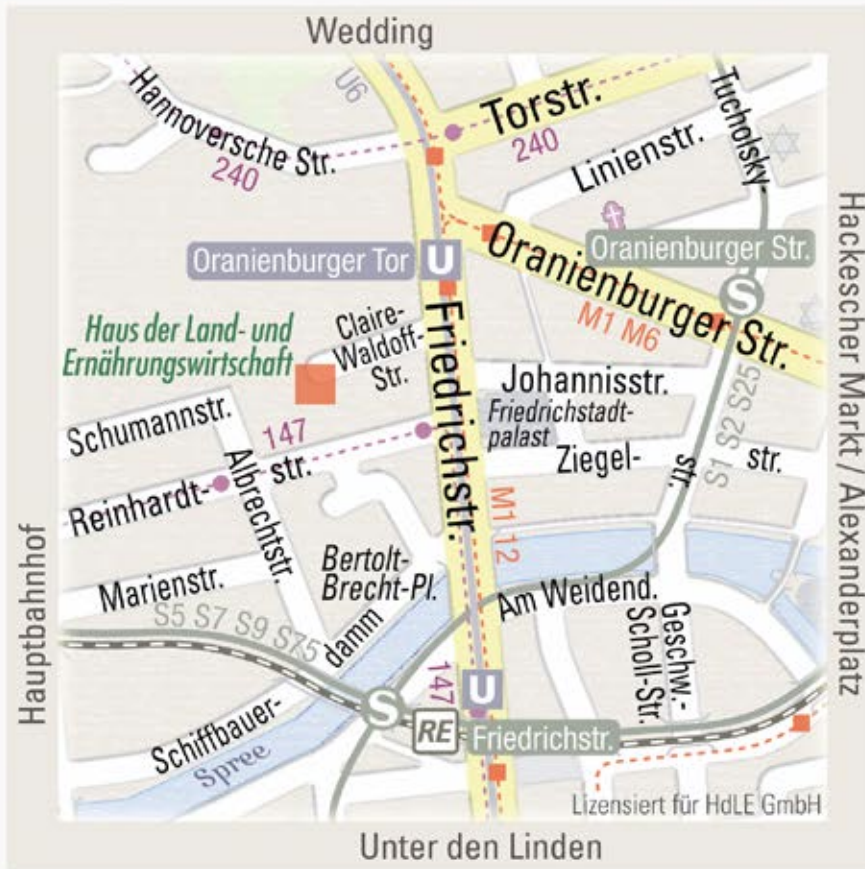 Wedding
U6
Hannoversche Str.
240
Torstr.
240
Linienstr.
Tucholsky-
Oranienburger Tor
U
Oranienburger Str.
Oranienburger Str.
S
M1 M6
Haus der Land- und
Ernährungswirtschaft
Claire-
Waldoff-
Str.
Friedrichstr.
Johannisstr.
Friedrichstadt-
palast
Ziegel-
str.
str.
S1 S2 S25
Schumannstr.
147
Reinhardt-
str.
Albrechtstr.
M1 12
Marienstr.
Bertolt-
Brecht-Pl.
Am Weidend.
damm
Geschw.-
Scholl-Str.
S5 S7 S9 S75
147
U
S
RE
Friedrichstr.
Schiffbauer-
Spree
Lizensiert für HdLE GmbH
Hauptbahnhof
Hackescher Markt / Alexanderplatz
Unter den Linden